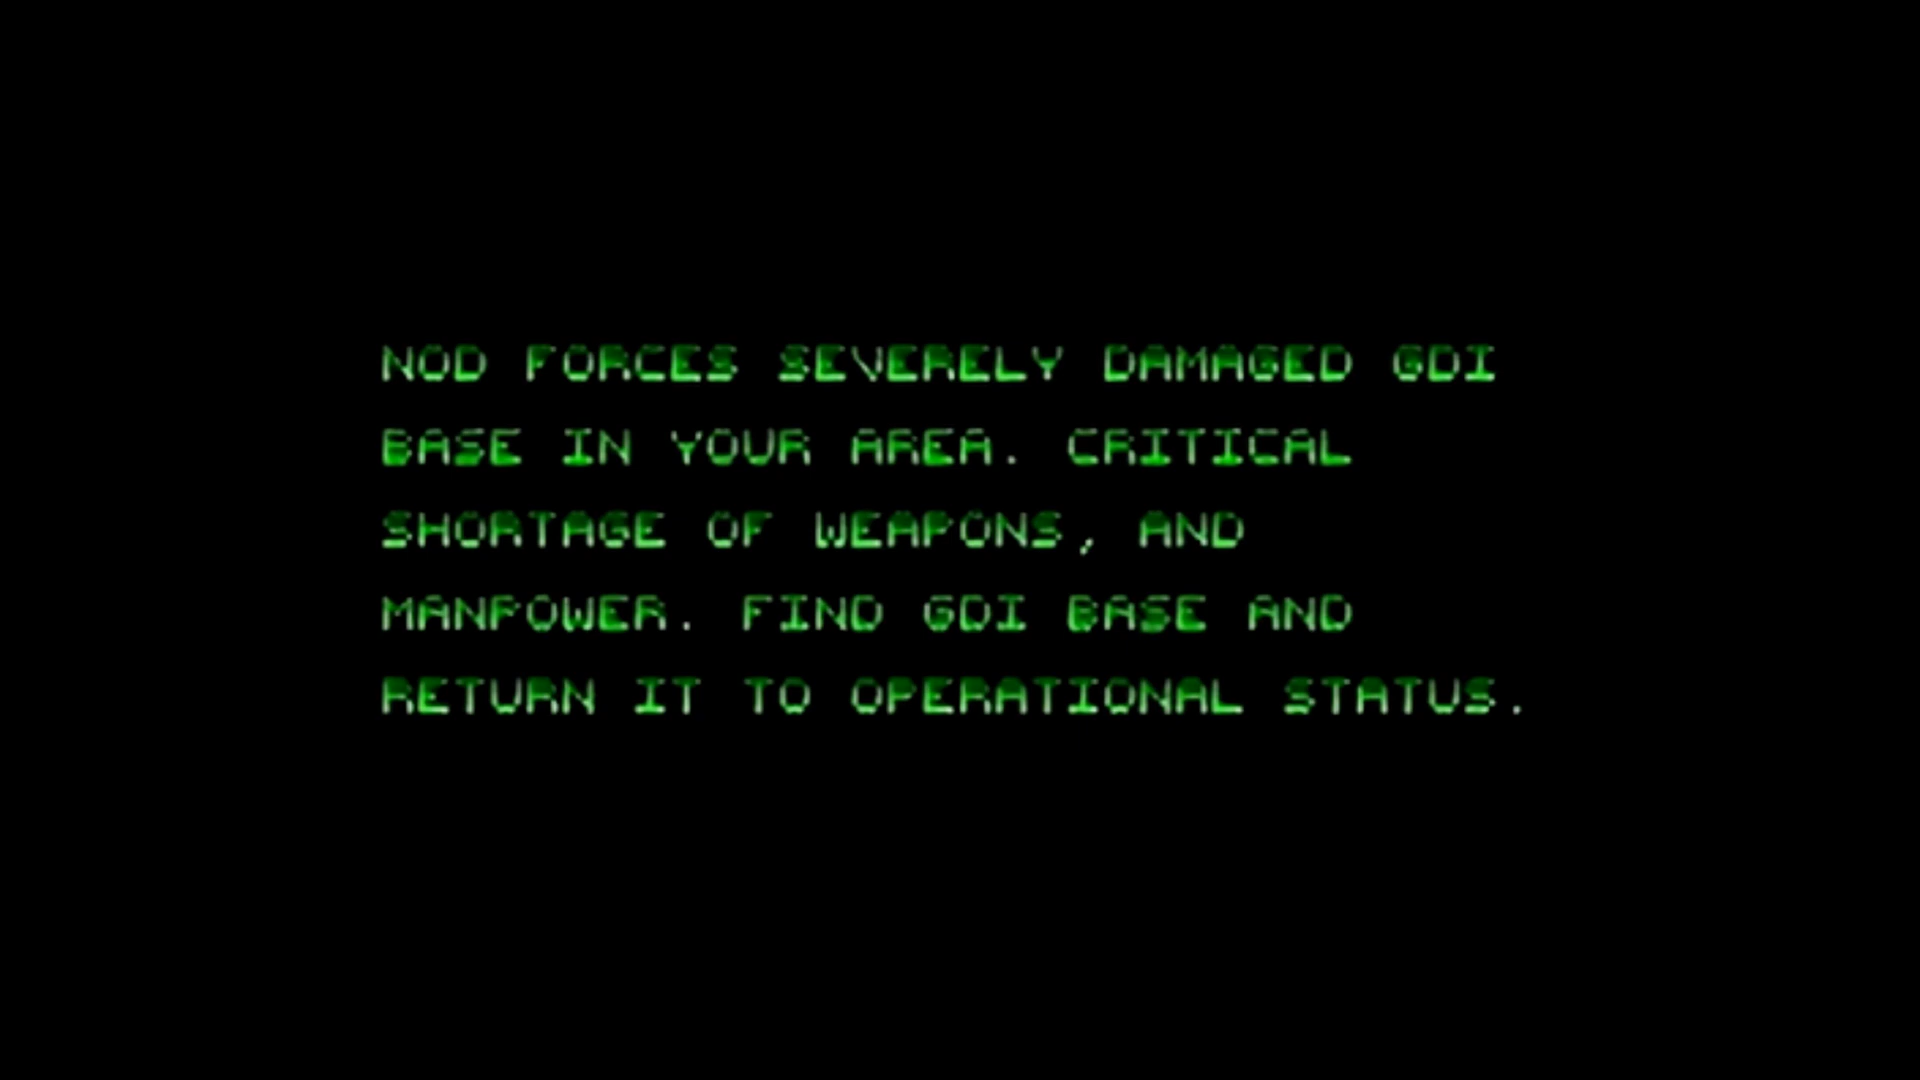 NOD FORCES SEVERELY DAMAGED GDI
BASE IN YOUR AREA. CRITICAL
SHORTAGE OF WEAPONS, AND
MANPOWER. FIND GDI BASE AND
RETURN IT TO OPERATIONAL STATUS.